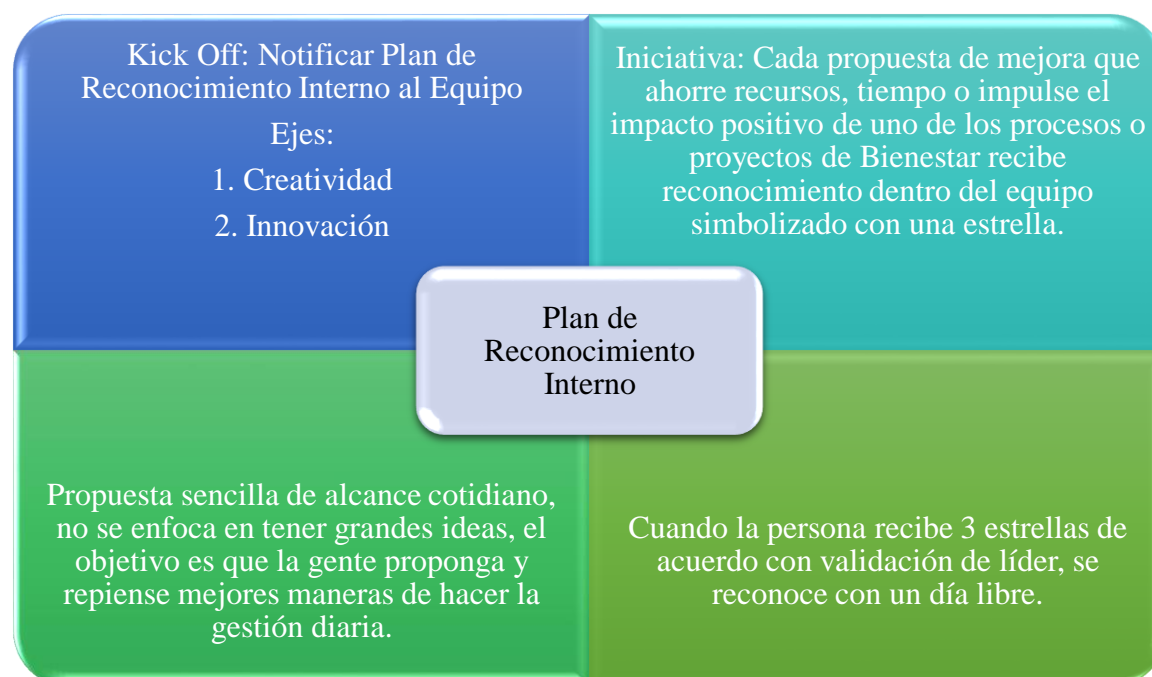 Kick Off: Notificar Plan de
Reconocimiento Interno al Equipo
Ejes:
1. Creatividad
2. Innovación
Iniciativa: Cada propuesta de mejora que
ahorre recursos, tiempo o impulse el
impacto positivo de uno de los procesos o
proyectos de Bienestar recibe
reconocimiento dentro del equipo
simbolizado con una estrella.
Plan de
Reconocimiento
Interno
Propuesta sencilla de alcance cotidiano,
no se enfoca en tener grandes ideas, el
objetivo es que la gente proponga y
repiense mejores maneras de hacer la
gestión diaria.
Cuando la persona recibe 3 estrellas de
acuerdo con validación de líder, se
reconoce con un día libre.